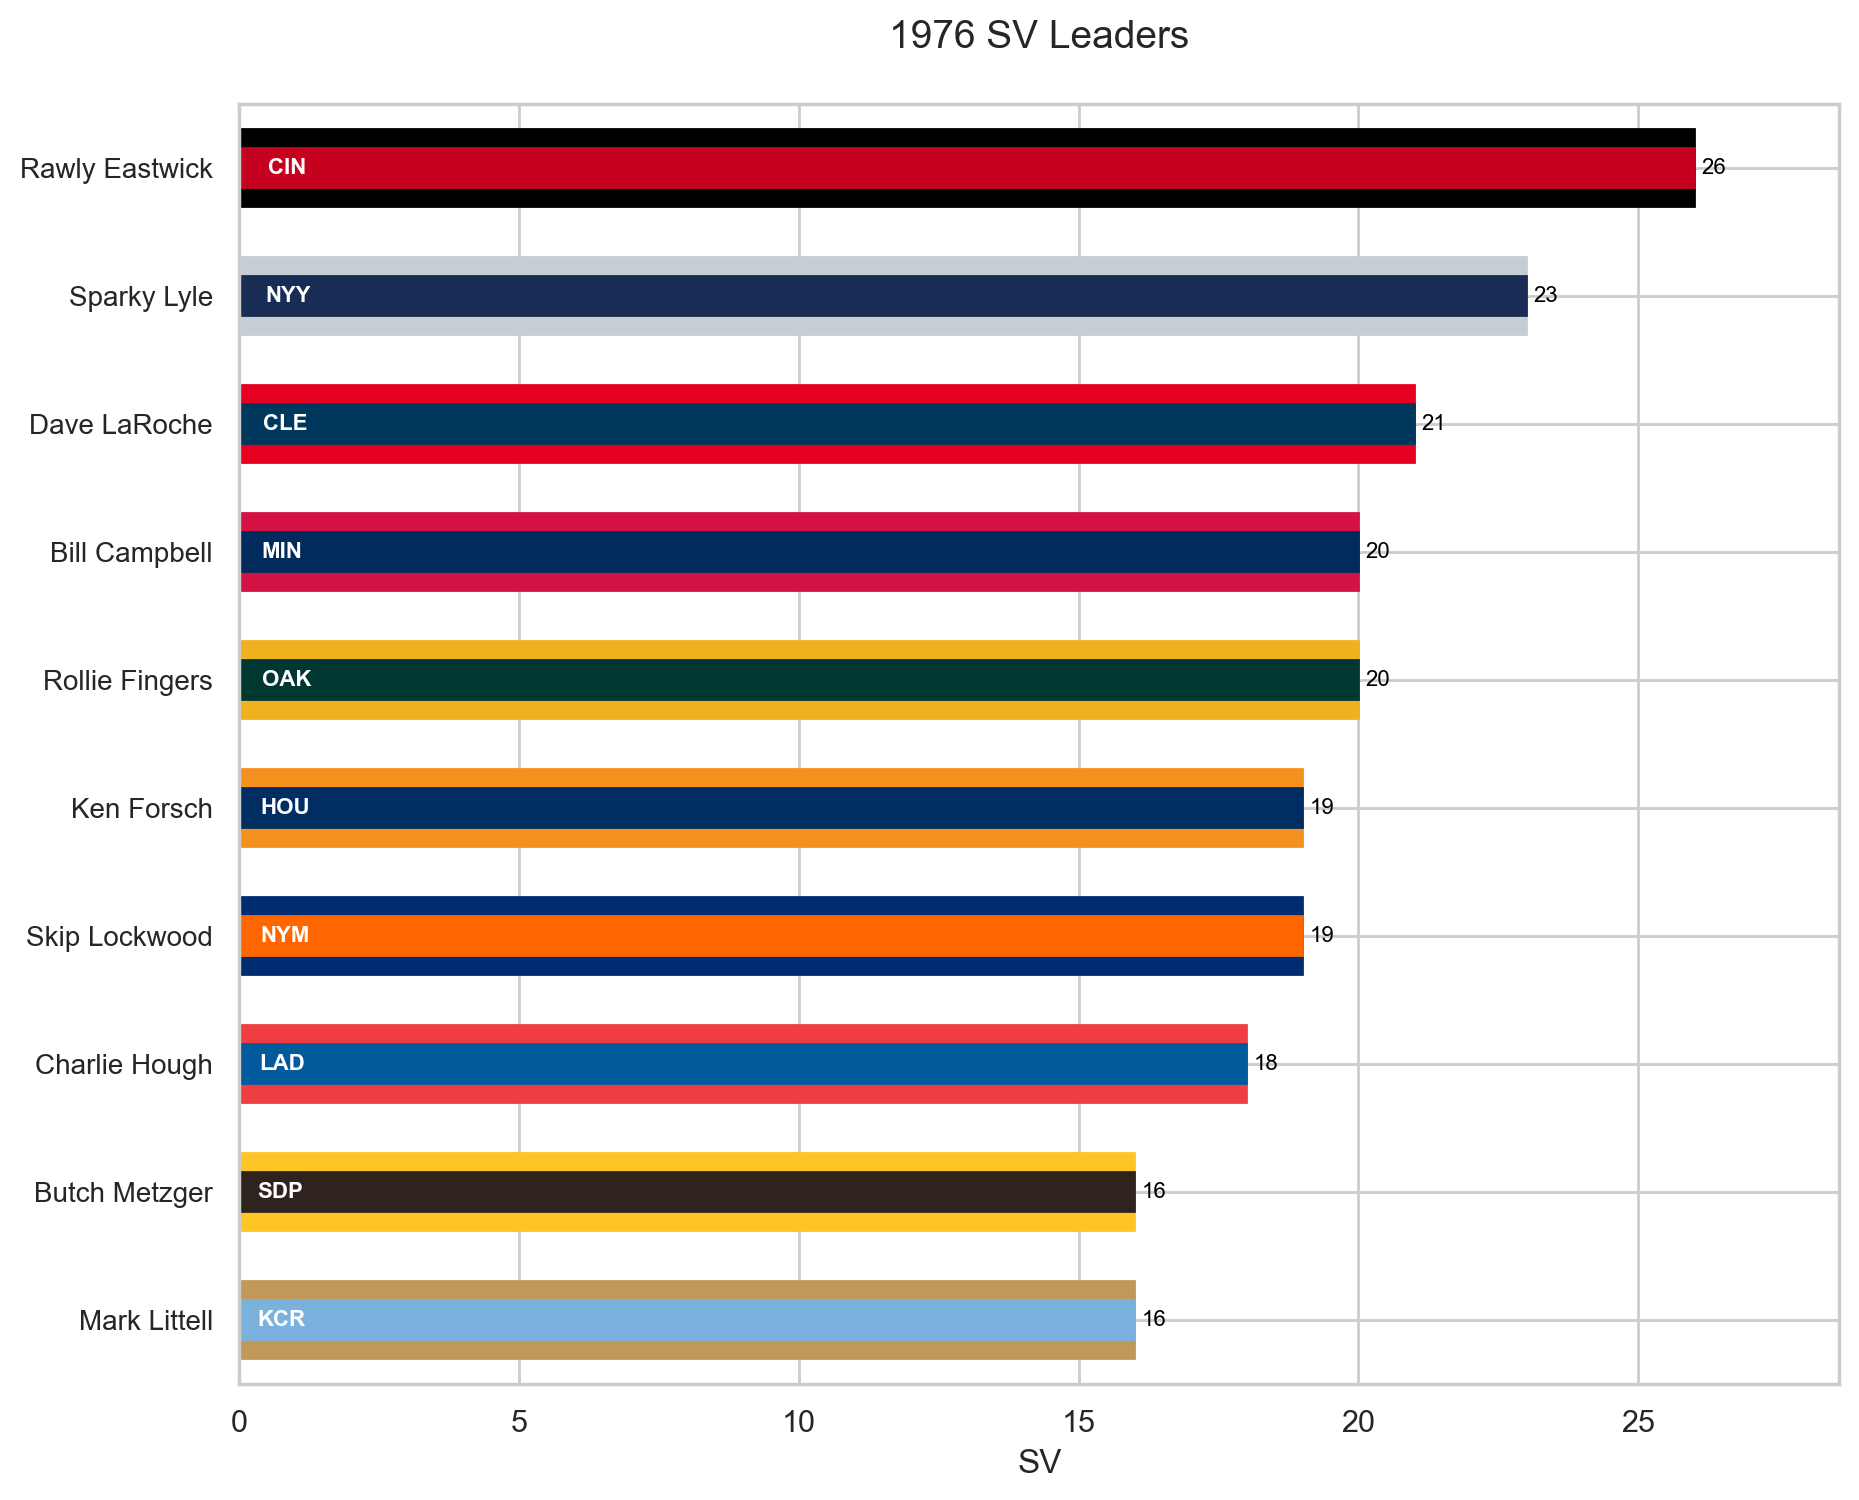 1976 SV Leaders
Rawly Eastwick CIN 26
Sparky Lyle NYY 23
Dave LaRoche CLE 21
Bill Campbell MIN 20
Rollie Fingers OAK 20
Ken Forsch HOU 19
Skip Lockwood NYM 19
Charlie Hough LAD 18
Butch Metzger SDP 16
Mark Littell KCR 16
0 5 10 15 20 25
SV